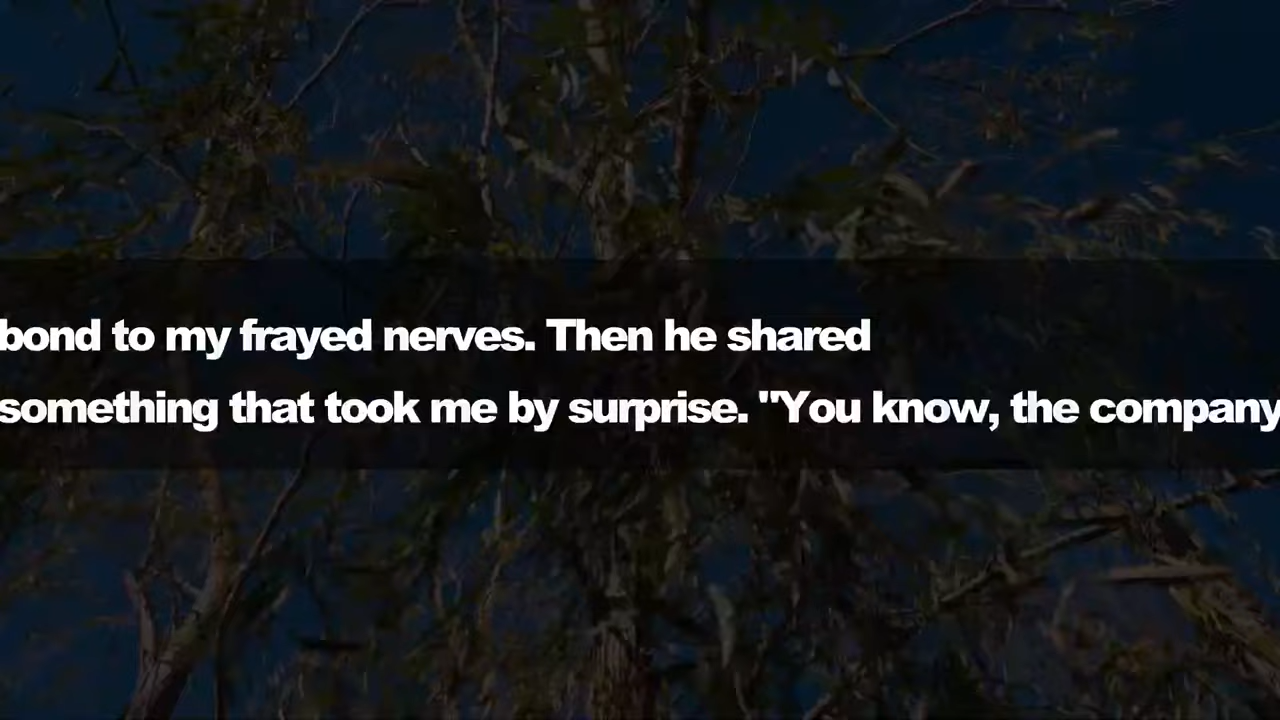 bond to my frayed nerves. Then he shared
something that took me by surprise. "You know, the company